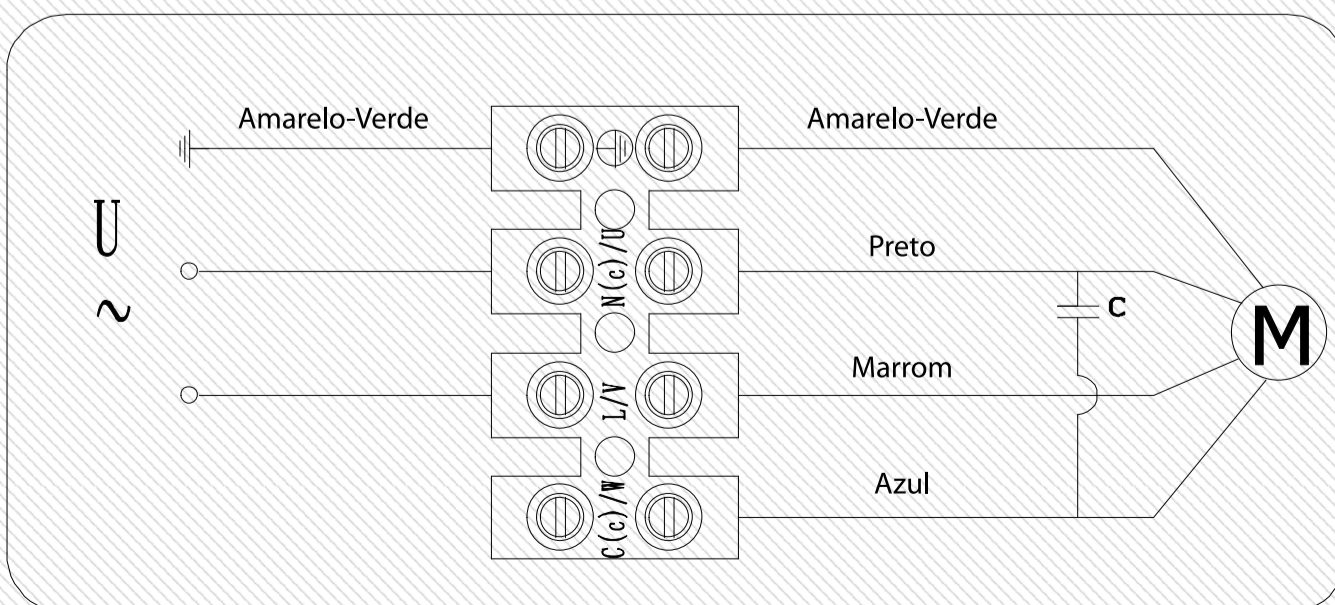 Amarelo-Verde Amarelo-Verde
U
~
N(c)/U
Preto
C
M
L/V
Marrom
C(c)/W
Azul